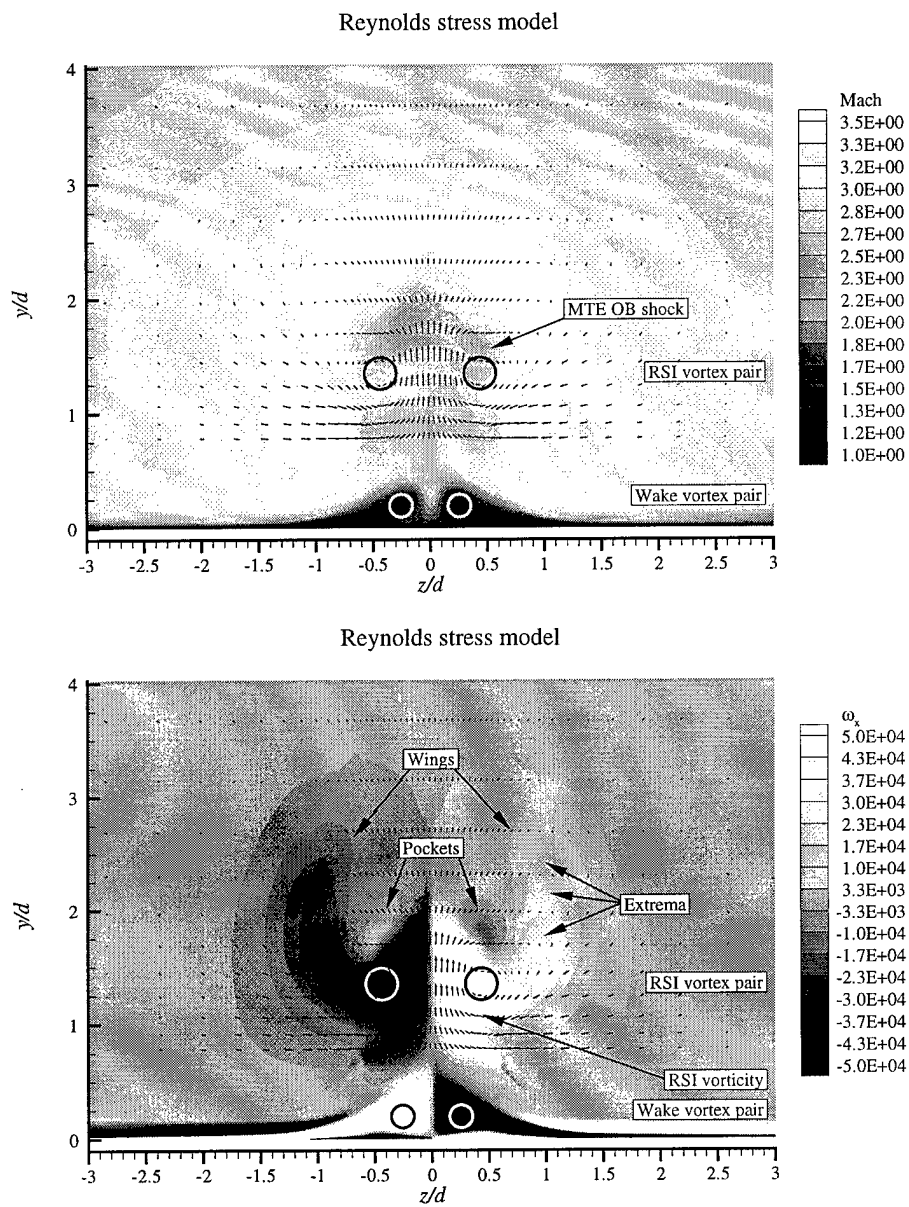 Reynolds stress model
4
3
2
1
0
y/d
MTE OB shock
RSI vortex pair
Wake vortex pair
-3 -2.5 -2 -1.5 -1 -0.5 0 0.5 1 1.5 2 2.5 3
z/d
Mach
3.5E+00
3.3E+00
3.2E+00
3.0E+00
2.8E+00
2.7E+00
2.5E+00
2.3E+00
2.2E+00
2.0E+00
1.8E+00
1.7E+00
1.5E+00
1.3E+00
1.2E+00
1.0E+00
Reynolds stress model
4
3
2
1
0
y/d
Wings
Pockets
Extrema
RSI vortex pair
RSI vorticity
Wake vortex pair
-3 -2.5 -2 -1.5 -1 -0.5 0 0.5 1 1.5 2 2.5 3
z/d
ωx
5.0E+04
4.3E+04
3.7E+04
3.0E+04
2.3E+04
1.7E+04
1.0E+04
3.3E+03
-3.3E+03
-1.0E+04
-1.7E+04
-2.3E+04
-3.0E+04
-3.7E+04
-4.3E+04
-5.0E+04